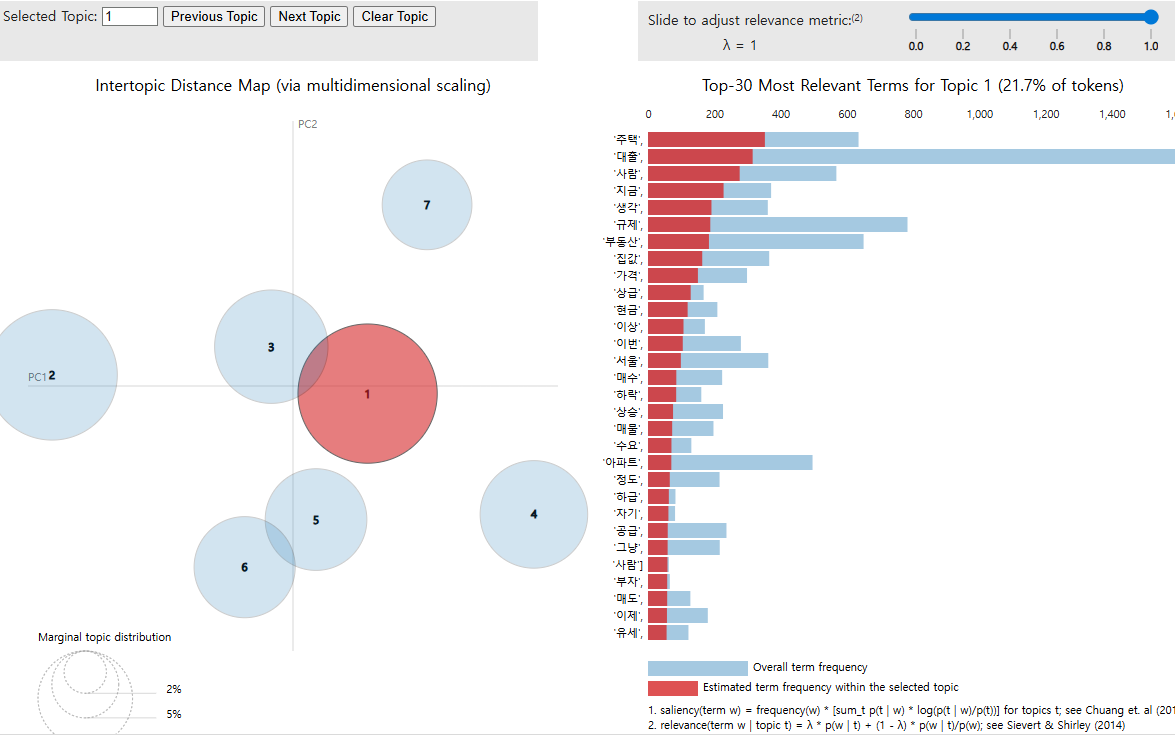 Selected Topic: 1 Previous Topic Next Topic Clear Topic
Slide to adjust relevance metric:(2)
λ = 1
0.0 0.2 0.4 0.6 0.8 1.0
Intertopic Distance Map (via multidimensional scaling)
PC2
PC1
7
3
2
1
5
4
6
Marginal topic distribution
2%
5%
Top-30 Most Relevant Terms for Topic 1 (21.7% of tokens)
0 200 400 600 800 1,000 1,200 1,400
'주택',
'대출',
'사람',
'지금',
'생각',
'규제',
'부동산',
'집값',
'가격',
'상급',
'현금',
'이상',
'이번',
'서울',
'매수',
'하락',
'상승',
'매물',
'수요',
'아파트',
'정도',
'하급',
'자기',
'공급',
'그냥',
'사람']
'부자',
'매도',
'이제',
'유세',
Overall term frequency
Estimated term frequency within the selected topic
1. saliency(term w) = frequency(w) * [sum_t p(t | w) * log(p(t | w)/p(t))] for topics t; see Chuang et. al
2. relevance(term w | topic t) = λ * p(w | t) + (1 - λ) * p(w | t)/p(w); see Sievert & Shirley (2014)